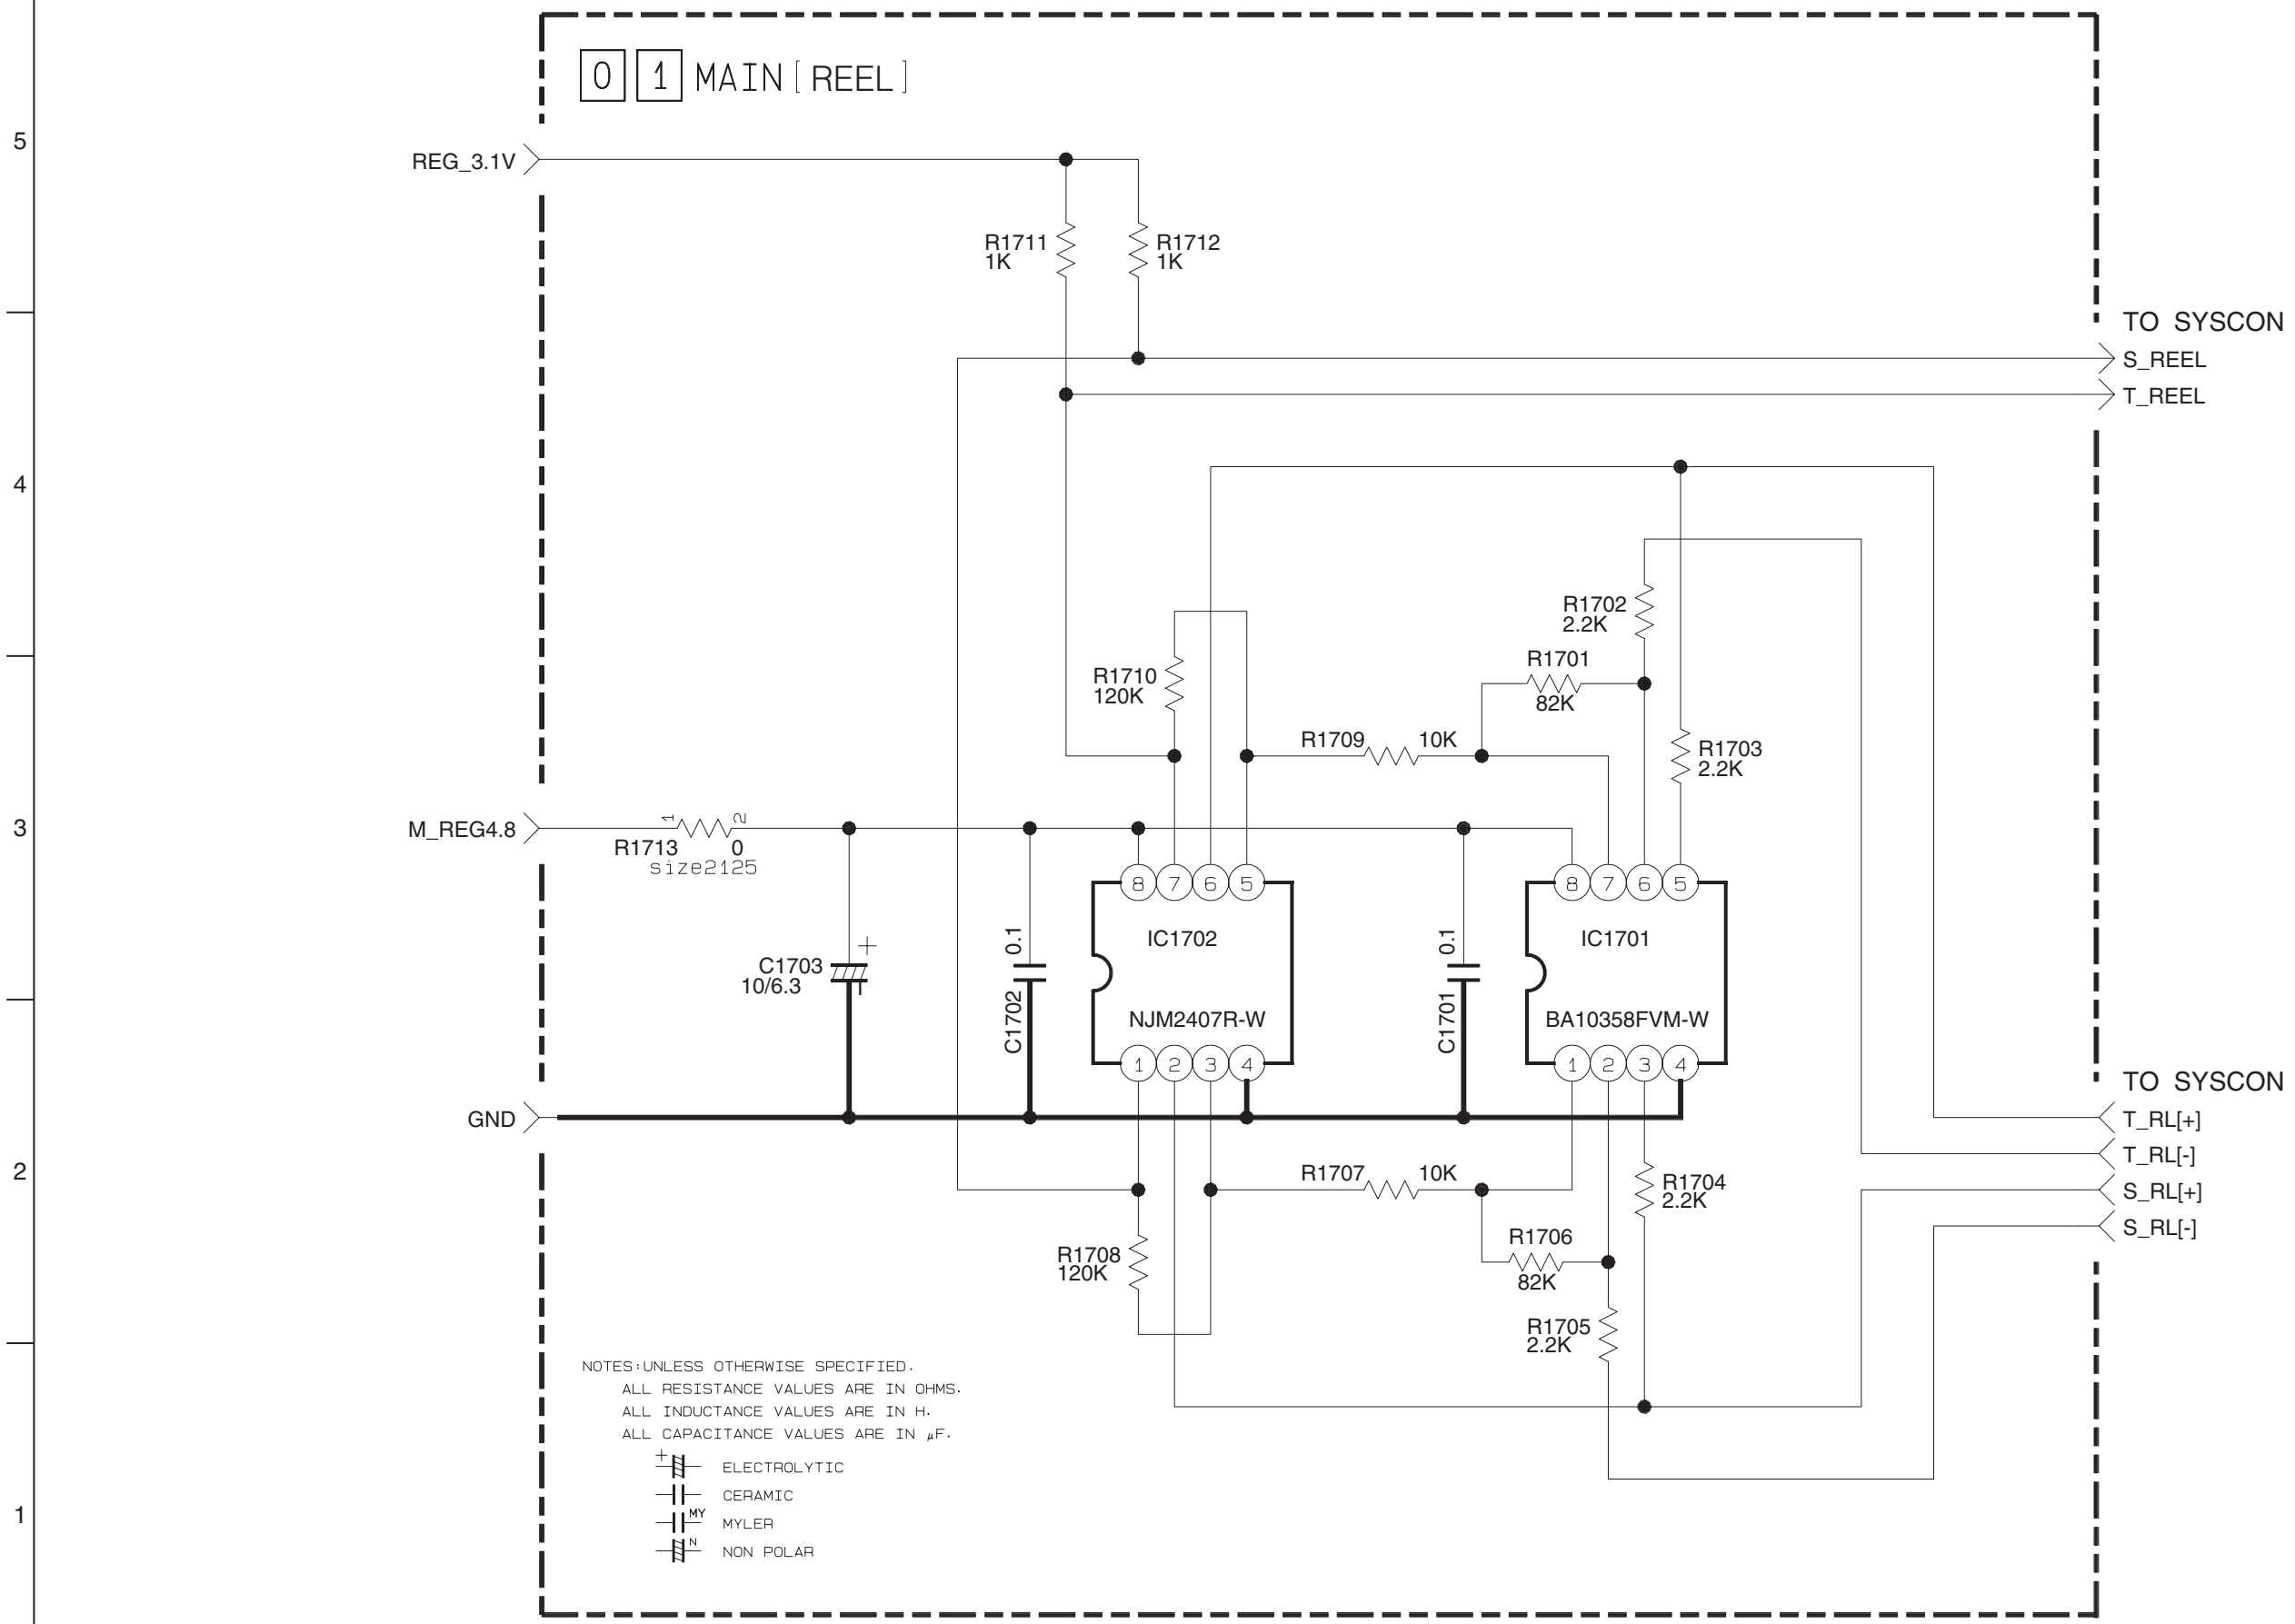 0 1 MAIN [ REEL ]
5
REG_3.1V
R1711
1K
R1712
1K
TO SYSCON
S_REEL
T_REEL
4
R1702
2.2K
R1701
82K
R1710
120K
R1709 10K
R1703
2.2K
3
M_REG4.8
1 2
R1713 0
size2125
8 7 6 5
8 7 6 5
IC1702
IC1701
C1703
+
10/6.3
C1702 0.1
C1701 0.1
NJM2407R-W
BA10358FVM-W
1 2 3 4
1 2 3 4
GND
TO SYSCON
T_RL[+]
T_RL[-]
S_RL[+]
S_RL[-]
2
R1707 10K
R1704
2.2K
R1708
120K
R1706
82K
R1705
2.2K
NOTES:UNLESS OTHERWISE SPECIFIED.
ALL RESISTANCE VALUES ARE IN OHMS.
ALL INDUCTANCE VALUES ARE IN H.
ALL CAPACITANCE VALUES ARE IN μF.
+ ELECTROLYTIC
CERAMIC
MY MYLER
N NON POLAR
1